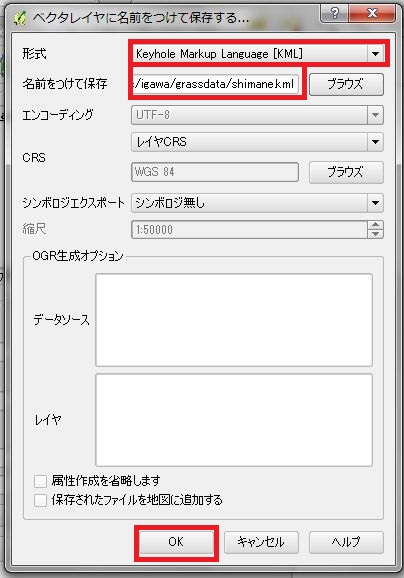 ベクタレイヤに名前をつけて保存する...
形式 Keyhole Markup Language [KML]
名前をつけて保存 :/igawa/grassdata/shimane.kml ブラウズ
エンコーディング UTF-8
レイヤCRS
CRS
WGS 84 ブラウズ
シンボロジエクスポート シンボロジ無し
縮尺 1:50000
OGR生成オプション
データソース
レイヤ
属性作成を省略します
保存されたファイルを地図に追加する
OK キャンセル ヘルプ